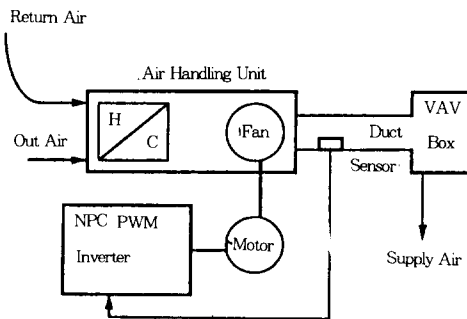 Return Air
.Air Handling Unit
H
C
Fan
Out Air
Duct
Sensor
VAV
Box
NPC PWM
Inverter
Motor
Supply Air